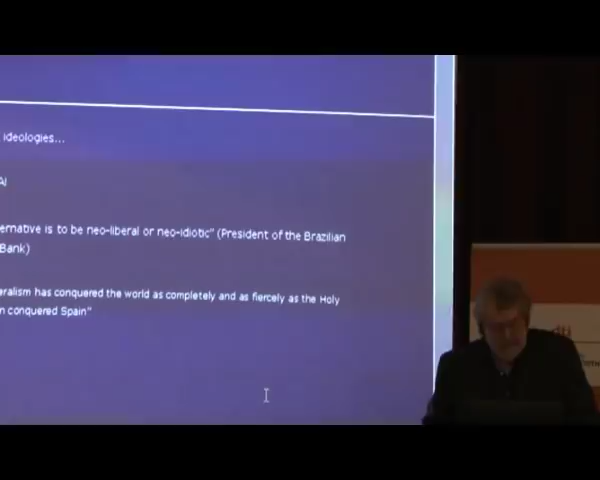 ideologies...
AI
ernative is to be neo-liberal or neo-idiotic" (President of the Brazilian
Bank)
eralism has conquered the world as completely and as fiercely as the Holy
n conquered Spain"